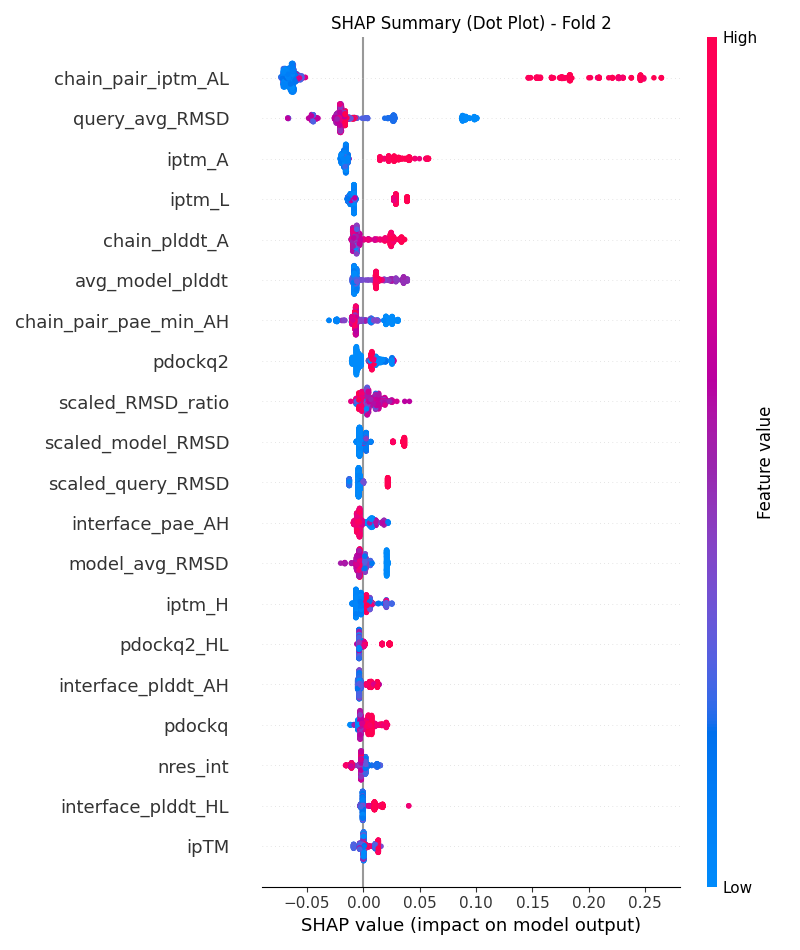 SHAP Summary (Dot Plot) - Fold 2
High
chain_pair_iptm_AL
query_avg_RMSD
iptm_A
iptm_L
chain_plddt_A
avg_model_plddt
chain_pair_pae_min_AH
pdockq2
scaled_RMSD_ratio
scaled_model_RMSD
scaled_query_RMSD
interface_pae_AH
model_avg_RMSD
iptm_H
pdockq2_HL
interface_plddt_AH
pdockq
nres_int
interface_plddt_HL
ipTM
Feature value
Low
−0.05 0.00 0.05 0.10 0.15 0.20 0.25
SHAP value (impact on model output)